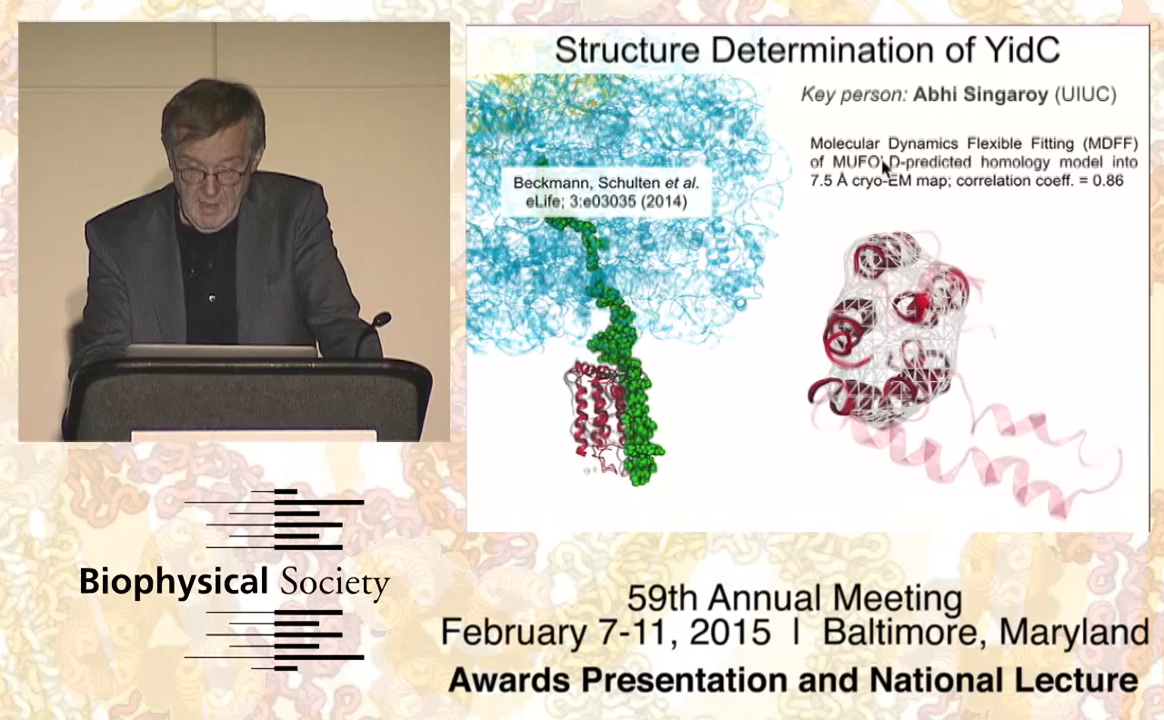 Structure Determination of YidC
Key person: Abhi Singaroy (UIUC)
Molecular Dynamics Flexible Fitting (MDFF)
of MUFOLD-predicted homology model into
7.5 Å cryo-EM map; correlation coeff. = 0.86
Beckmann, Schulten et al.
eLife; 3:e03035 (2014)
Biophysical Society
59th Annual Meeting
February 7-11, 2015 | Baltimore, Maryland
Awards Presentation and National Lecture